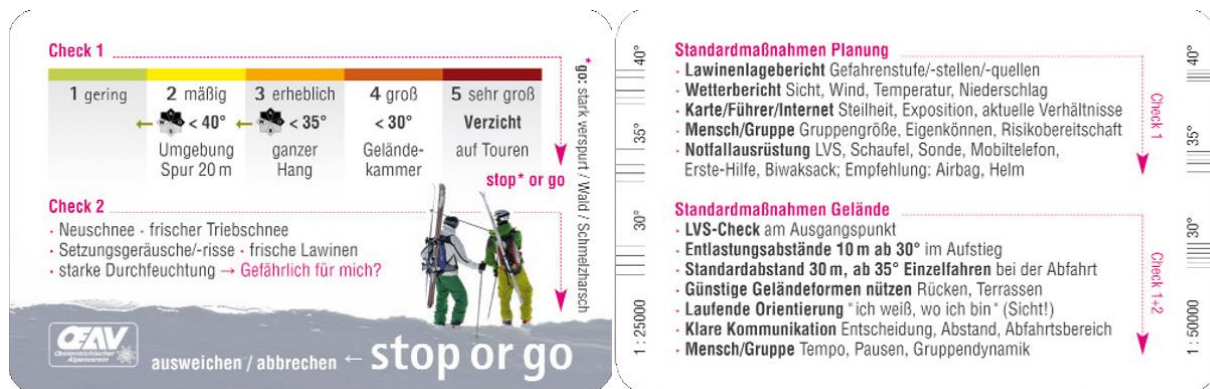 Check 1
1 gering
2 mäßig
3 erheblich
4 groß
5 sehr groß
← < 40°
← < 35°
< 30°
Verzicht
Umgebung
Spur 20 m
ganzer
Hang
Gelände-
kammer
auf Touren
stop* or go
*go: stark verspurt / Wald / Schmelzharsch
Check 2
· Neuschnee · frischer Triebschnee
· Setzungsgeräusche/-risse · frische Lawinen
· starke Durchfeuchtung → Gefährlich für mich?
ŒAV
Oesterreichischer
Alpenverein
ausweichen / abbrechen ← stop or go
40°
35°
30°
1 : 25000
Standardmaßnahmen Planung
· Lawinenlagebericht Gefahrenstufe/-stellen/-quellen
· Wetterbericht Sicht, Wind, Temperatur, Niederschlag
· Karte/Führer/Internet Steilheit, Exposition, aktuelle Verhältnisse
· Mensch/Gruppe Gruppengröße, Eigenkönnen, Risikobereitschaft
· Notfallausrüstung LVS, Schaufel, Sonde, Mobiltelefon,
Erste-Hilfe, Biwaksack; Empfehlung: Airbag, Helm
Check 1
Standardmaßnahmen Gelände
· LVS-Check am Ausgangspunkt
· Entlastungsabstände 10 m ab 30° im Aufstieg
· Standardabstand 30 m, ab 35° Einzelfahren bei der Abfahrt
· Günstige Geländeformen nützen Rücken, Terrassen
· Laufende Orientierung "ich weiß, wo ich bin" (Sicht!)
· Klare Kommunikation Entscheidung, Abstand, Abfahrtsbereich
· Mensch/Gruppe Tempo, Pausen, Gruppendynamik
Check 1+2
40°
35°
30°
1 : 50000